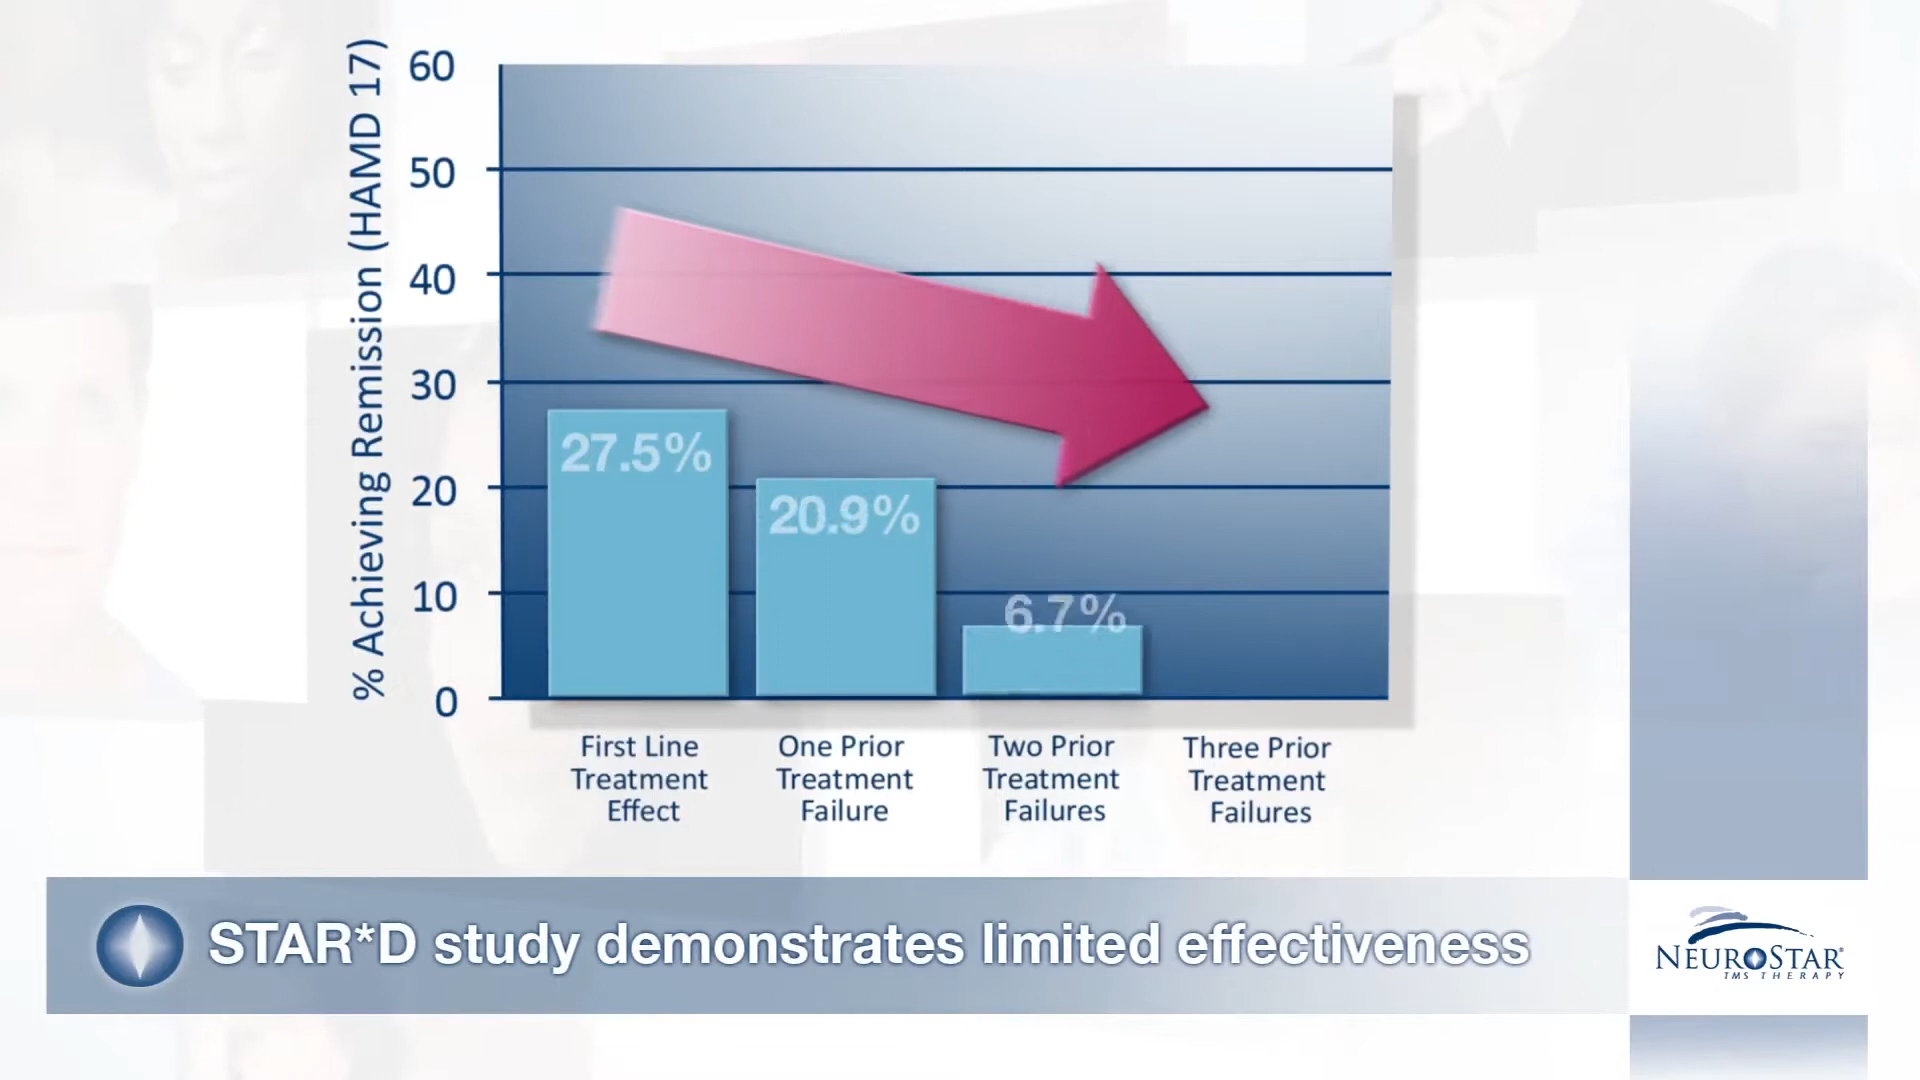 % Achieving Remission (HAMD 17)
60
50
40
30
20
10
0
27.5%
20.9%
6.7%
First Line
Treatment
Effect
One Prior
Treatment
Failure
Two Prior
Treatment
Failures
Three Prior
Treatment
Failures
STAR*D study demonstrates limited effectiveness
NEUROSTAR®
TMS THERAPY